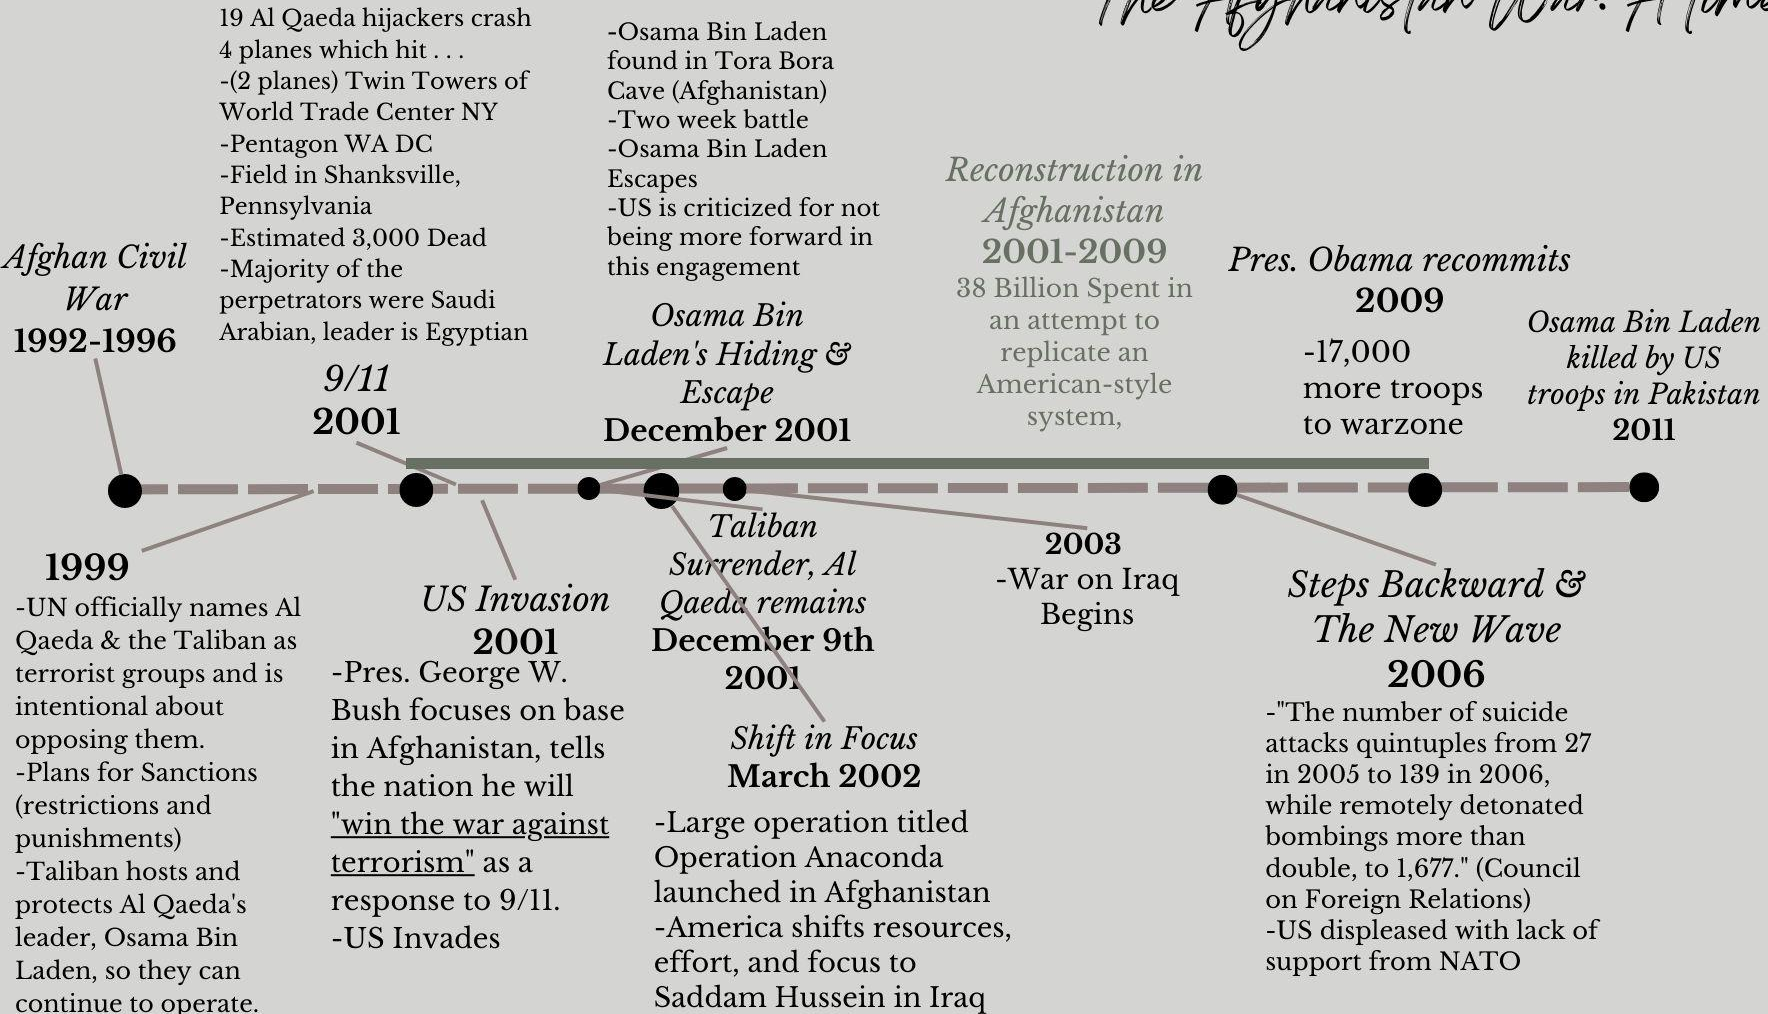 The Afghanistan War: A Time
19 Al Qaeda hijackers crash
4 planes which hit . . .
-(2 planes) Twin Towers of
World Trade Center NY
-Pentagon WA DC
-Field in Shanksville,
Pennsylvania
-Estimated 3,000 Dead
-Majority of the
perpetrators were Saudi
Arabian, leader is Egyptian
9/11
2001
-Osama Bin Laden
found in Tora Bora
Cave (Afghanistan)
-Two week battle
-Osama Bin Laden
Escapes
-US is criticized for not
being more forward in
this engagement
Osama Bin
Laden's Hiding &
Escape
December 2001
Afghan Civil
War
1992-1996
Reconstruction in
Afghanistan
2001-2009
38 Billion Spent in
an attempt to
replicate an
American-style
system,
Pres. Obama recommits
2009
-17,000
more troops
to warzone
Osama Bin Laden
killed by US
troops in Pakistan
2011
1999
-UN officially names Al
Qaeda & the Taliban as
terrorist groups and is
intentional about
opposing them.
-Plans for Sanctions
(restrictions and
punishments)
-Taliban hosts and
protects Al Qaeda's
leader, Osama Bin
Laden, so they can
continue to operate.
US Invasion
2001
-Pres. George W.
Bush focuses on base
in Afghanistan, tells
the nation he will
"win the war against
terrorism" as a
response to 9/11.
-US Invades
Taliban
Surrender, Al
Qaeda remains
December 9th
2001
Shift in Focus
March 2002
-Large operation titled
Operation Anaconda
launched in Afghanistan
-America shifts resources,
effort, and focus to
Saddam Hussein in Iraq
2003
-War on Iraq
Begins
Steps Backward &
The New Wave
2006
-"The number of suicide
attacks quintuples from 27
in 2005 to 139 in 2006,
while remotely detonated
bombings more than
double, to 1,677." (Council
on Foreign Relations)
-US displeased with lack of
support from NATO